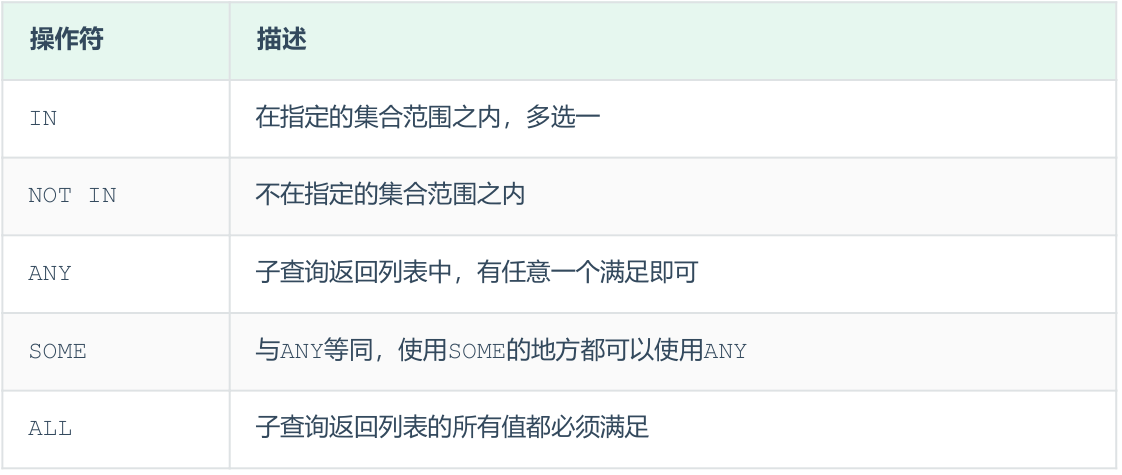 操作符 描述
IN 在指定的集合范围之内，多选一
NOT IN 不在指定的集合范围之内
ANY 子查询返回列表中，有任意一个满足即可
SOME 与ANY等同，使用SOME的地方都可以使用ANY
ALL 子查询返回列表的所有值都必须满足